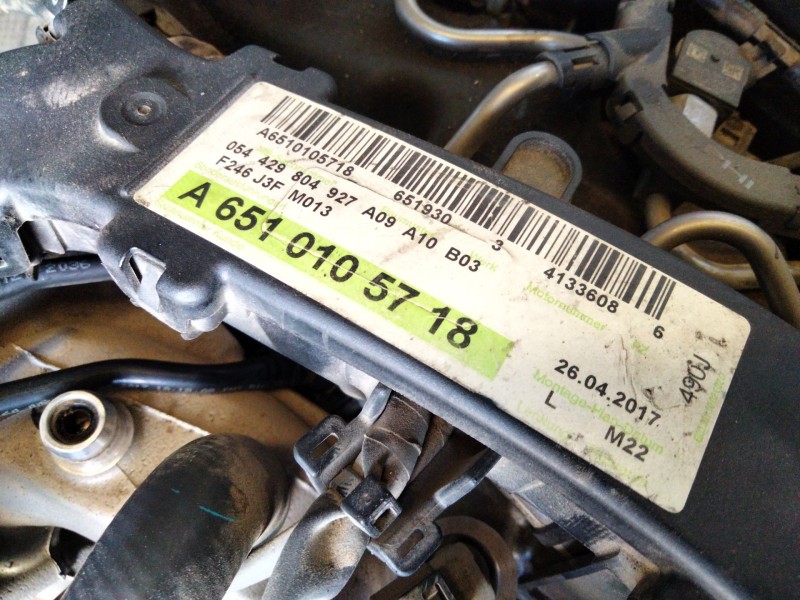 A6510105718 651930 3 4133608 6
054 429 804 927 A09 A10 B03
F246 J3F M013
A 651 010 57 18
Motornummer
26.04.2017
L M22
490J